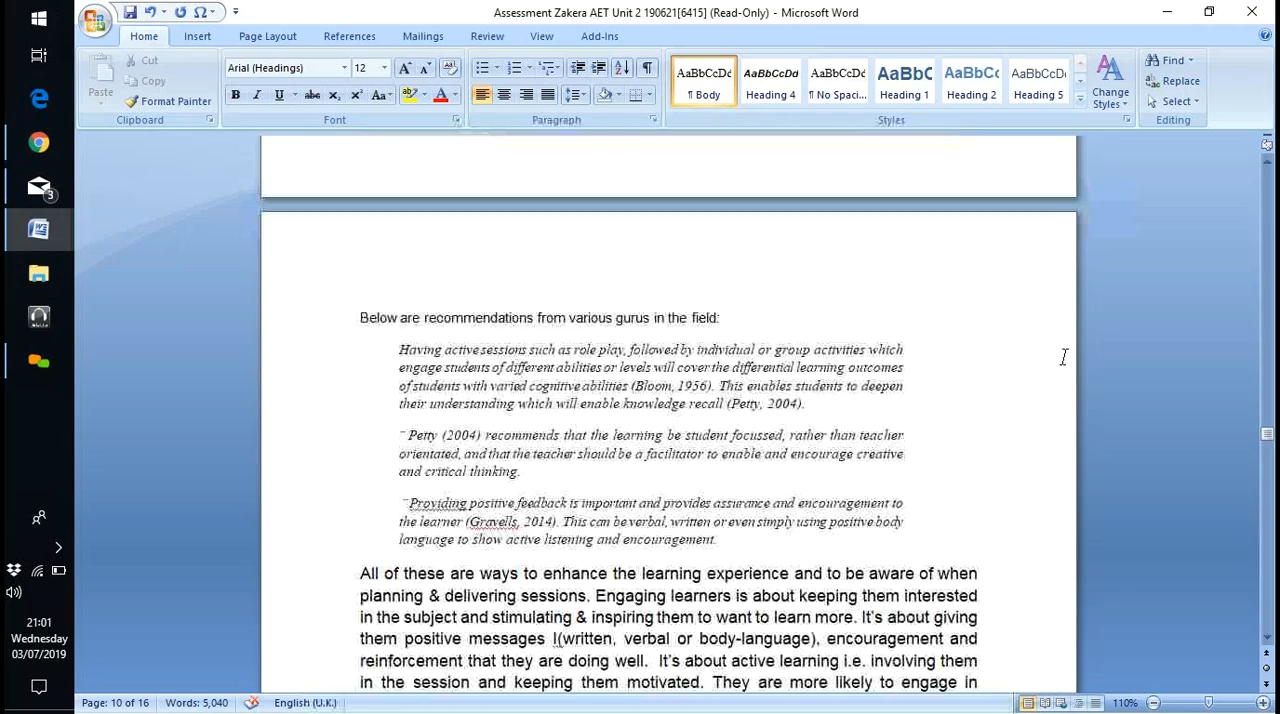 Assessment Zakera AET Unit 2 190621[6415] (Read-Only) - Microsoft Word
Home Insert Page Layout References Mailings Review View Add-Ins
Paste
Cut
Copy
Format Painter
Clipboard
Arial (Headings) 12
Font
Paragraph
AaBbCcDd ¶ Body
AaBbCcDd Heading 4
AaBbCcDd ¶ No Spaci...
AaBbC Heading 1
AaBbCc Heading 2
AaBbCcDd Heading 5
Change Styles
Styles
Find
Replace
Select
Editing
Below are recommendations from various gurus in the field:
Having active sessions such as role play, followed by individual or group activities which
engage students of different abilities or levels will cover the differential learning outcomes
of students with varied cognitive abilities (Bloom, 1956). This enables students to deepen
their understanding which will enable knowledge recall (Petty, 2004).
Petty (2004) recommends that the learning be student focussed, rather than teacher
orientated, and that the teacher should be a facilitator to enable and encourage creative
and critical thinking.
Providing positive feedback is important and provides assurance and encouragement to
the learner (Gravells, 2014). This can be verbal, written or even simply using positive body
language to show active listening and encouragement.
All of these are ways to enhance the learning experience and to be aware of when
planning & delivering sessions. Engaging learners is about keeping them interested
in the subject and stimulating & inspiring them to want to learn more. It's about giving
them positive messages I(written, verbal or body-language), encouragement and
reinforcement that they are doing well. It's about active learning i.e. involving them
in the session and keeping them motivated. They are more likely to engage in
3
21:01
Wednesday
03/07/2019
Page: 10 of 16 Words: 5,040 English (U.K.) 110%